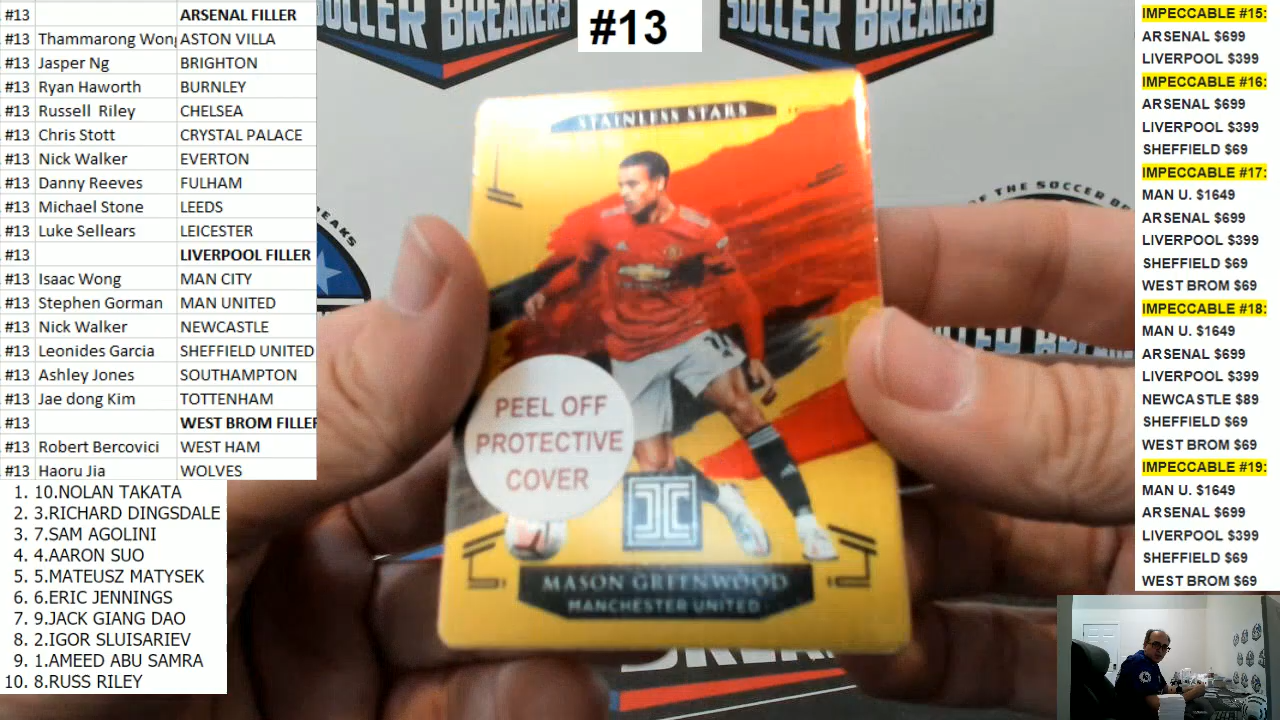 #13 ARSENAL FILLER
#13 Thammarong Wong ASTON VILLA
#13 Jasper Ng BRIGHTON
#13 Ryan Haworth BURNLEY
#13 Russell Riley CHELSEA
#13 Chris Stott CRYSTAL PALACE
#13 Nick Walker EVERTON
#13 Danny Reeves FULHAM
#13 Michael Stone LEEDS
#13 Luke Sellears LEICESTER
#13 LIVERPOOL FILLER
#13 Isaac Wong MAN CITY
#13 Stephen Gorman MAN UNITED
#13 Nick Walker NEWCASTLE
#13 Leonides Garcia SHEFFIELD UNITED
#13 Ashley Jones SOUTHAMPTON
#13 Jae dong Kim TOTTENHAM
#13 WEST BROM FILLER
#13 Robert Bercovici WEST HAM
#13 Haoru Jia WOLVES
1. 10.NOLAN TAKATA
2. 3.RICHARD DINGSDALE
3. 7.SAM AGOLINI
4. 4.AARON SUO
5. 5.MATEUSZ MATYSEK
6. 6.ERIC JENNINGS
7. 9.JACK GIANG DAO
8. 2.IGOR SLUISARIEV
9. 1.AMEED ABU SAMRA
10. 8.RUSS RILEY
SOCCER BREAKERS
#13
SOCCER BREAKERS
STAINLESS STARS
PEEL OFF
PROTECTIVE
COVER
MASON GREENWOOD
MANCHESTER UNITED
OF THE SOCCER
IMPECCABLE #15:
ARSENAL $699
LIVERPOOL $399
IMPECCABLE #16:
ARSENAL $699
LIVERPOOL $399
SHEFFIELD $69
IMPECCABLE #17:
MAN U. $1649
ARSENAL $699
LIVERPOOL $399
SHEFFIELD $69
WEST BROM $69
IMPECCABLE #18:
MAN U. $1649
ARSENAL $699
LIVERPOOL $399
NEWCASTLE $89
SHEFFIELD $69
WEST BROM $69
IMPECCABLE #19:
MAN U. $1649
ARSENAL $699
LIVERPOOL $399
SHEFFIELD $69
WEST BROM $69